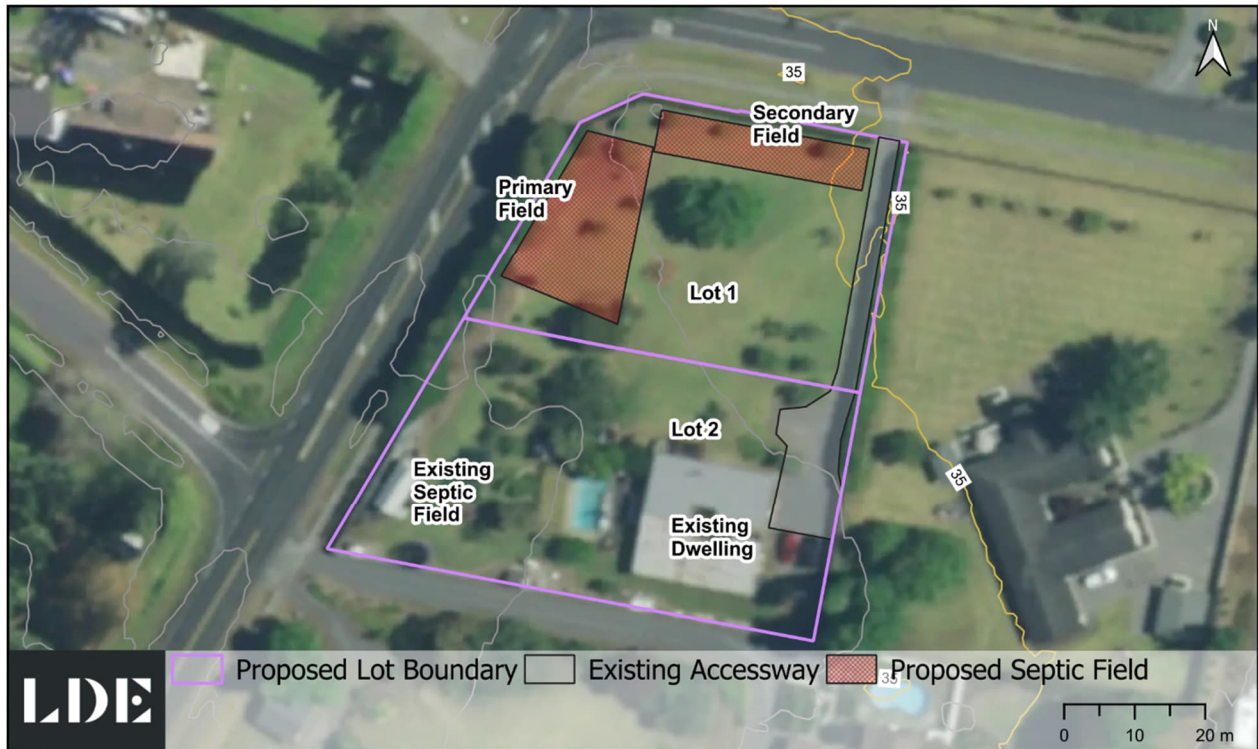 N
35
Secondary
Field
Primary
Field
35
Lot 1
Lot 2
Existing
Septic
Field
35
Existing
Dwelling
LDE
Proposed Lot Boundary
Existing Accessway
Proposed Septic Field
35
0 10 20 m